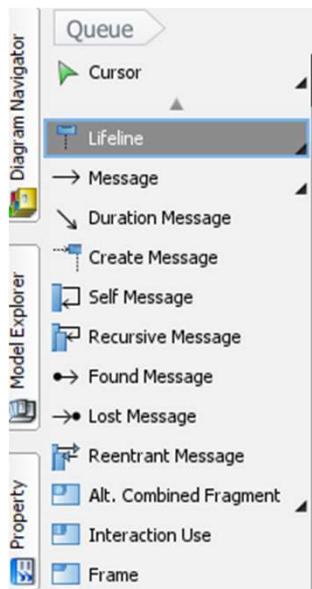 Diagram Navigator
Model Explorer
Property
Queue
Cursor
Lifeline
Message
Duration Message
Create Message
Self Message
Recursive Message
Found Message
Lost Message
Reentrant Message
Alt. Combined Fragment
Interaction Use
Frame